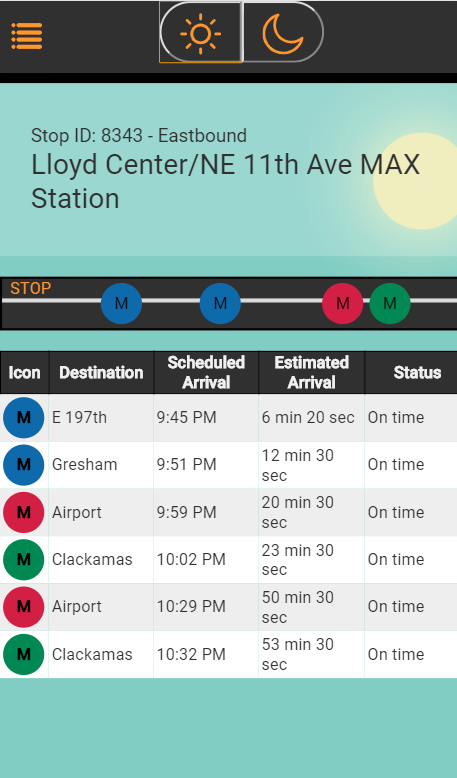 Stop ID: 8343 - Eastbound
Lloyd Center/NE 11th Ave MAX
Station
STOP
M M M M
Icon Destination Scheduled Arrival Estimated Arrival Status
M E 197th 9:45 PM 6 min 20 sec On time
M Gresham 9:51 PM 12 min 30 sec On time
M Airport 9:59 PM 20 min 30 sec On time
M Clackamas 10:02 PM 23 min 30 sec On time
M Airport 10:29 PM 50 min 30 sec On time
M Clackamas 10:32 PM 53 min 30 sec On time